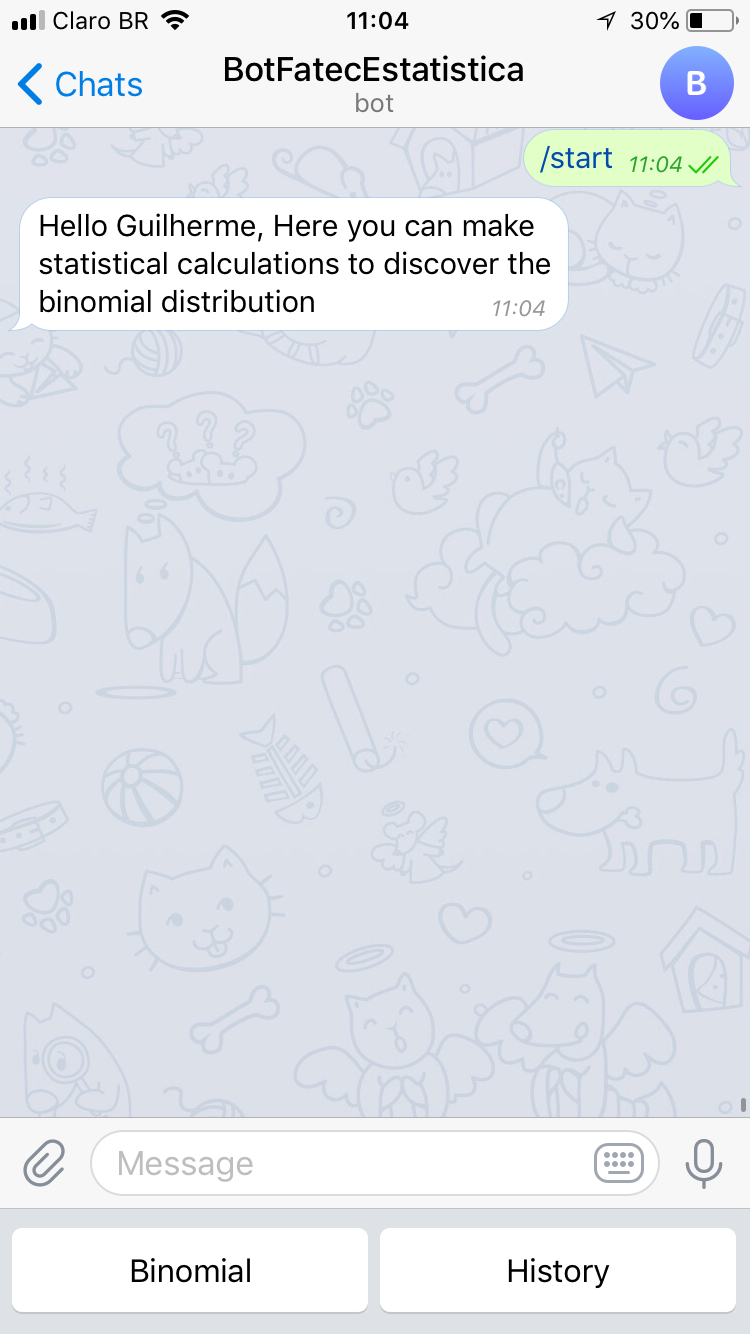 Claro BR 11:04 30%
Chats BotFatecEstatistica B
bot
/start 11:04
Hello Guilherme, Here you can make
statistical calculations to discover the
binomial distribution 11:04
? ? ?
Message
Binomial History